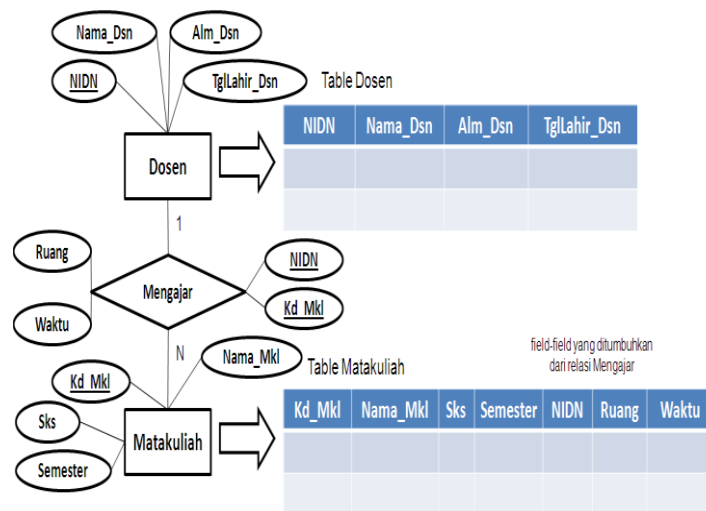 Nama_Dsn
Alm_Dsn
NIDN
TglLahir_Dsn
Table Dosen
NIDN Nama_Dsn Alm_Dsn TglLahir_Dsn
Dosen
1
Ruang
NIDN
Mengajar
Kd_Mkl
Waktu
N
Nama_Mkl
field-field yang ditumbuhkan
dari relasi Mengajar
Table Matakuliah
Kd_Mkl
Kd_Mkl Nama_Mkl Sks Semester NIDN Ruang Waktu
Sks
Matakuliah
Semester